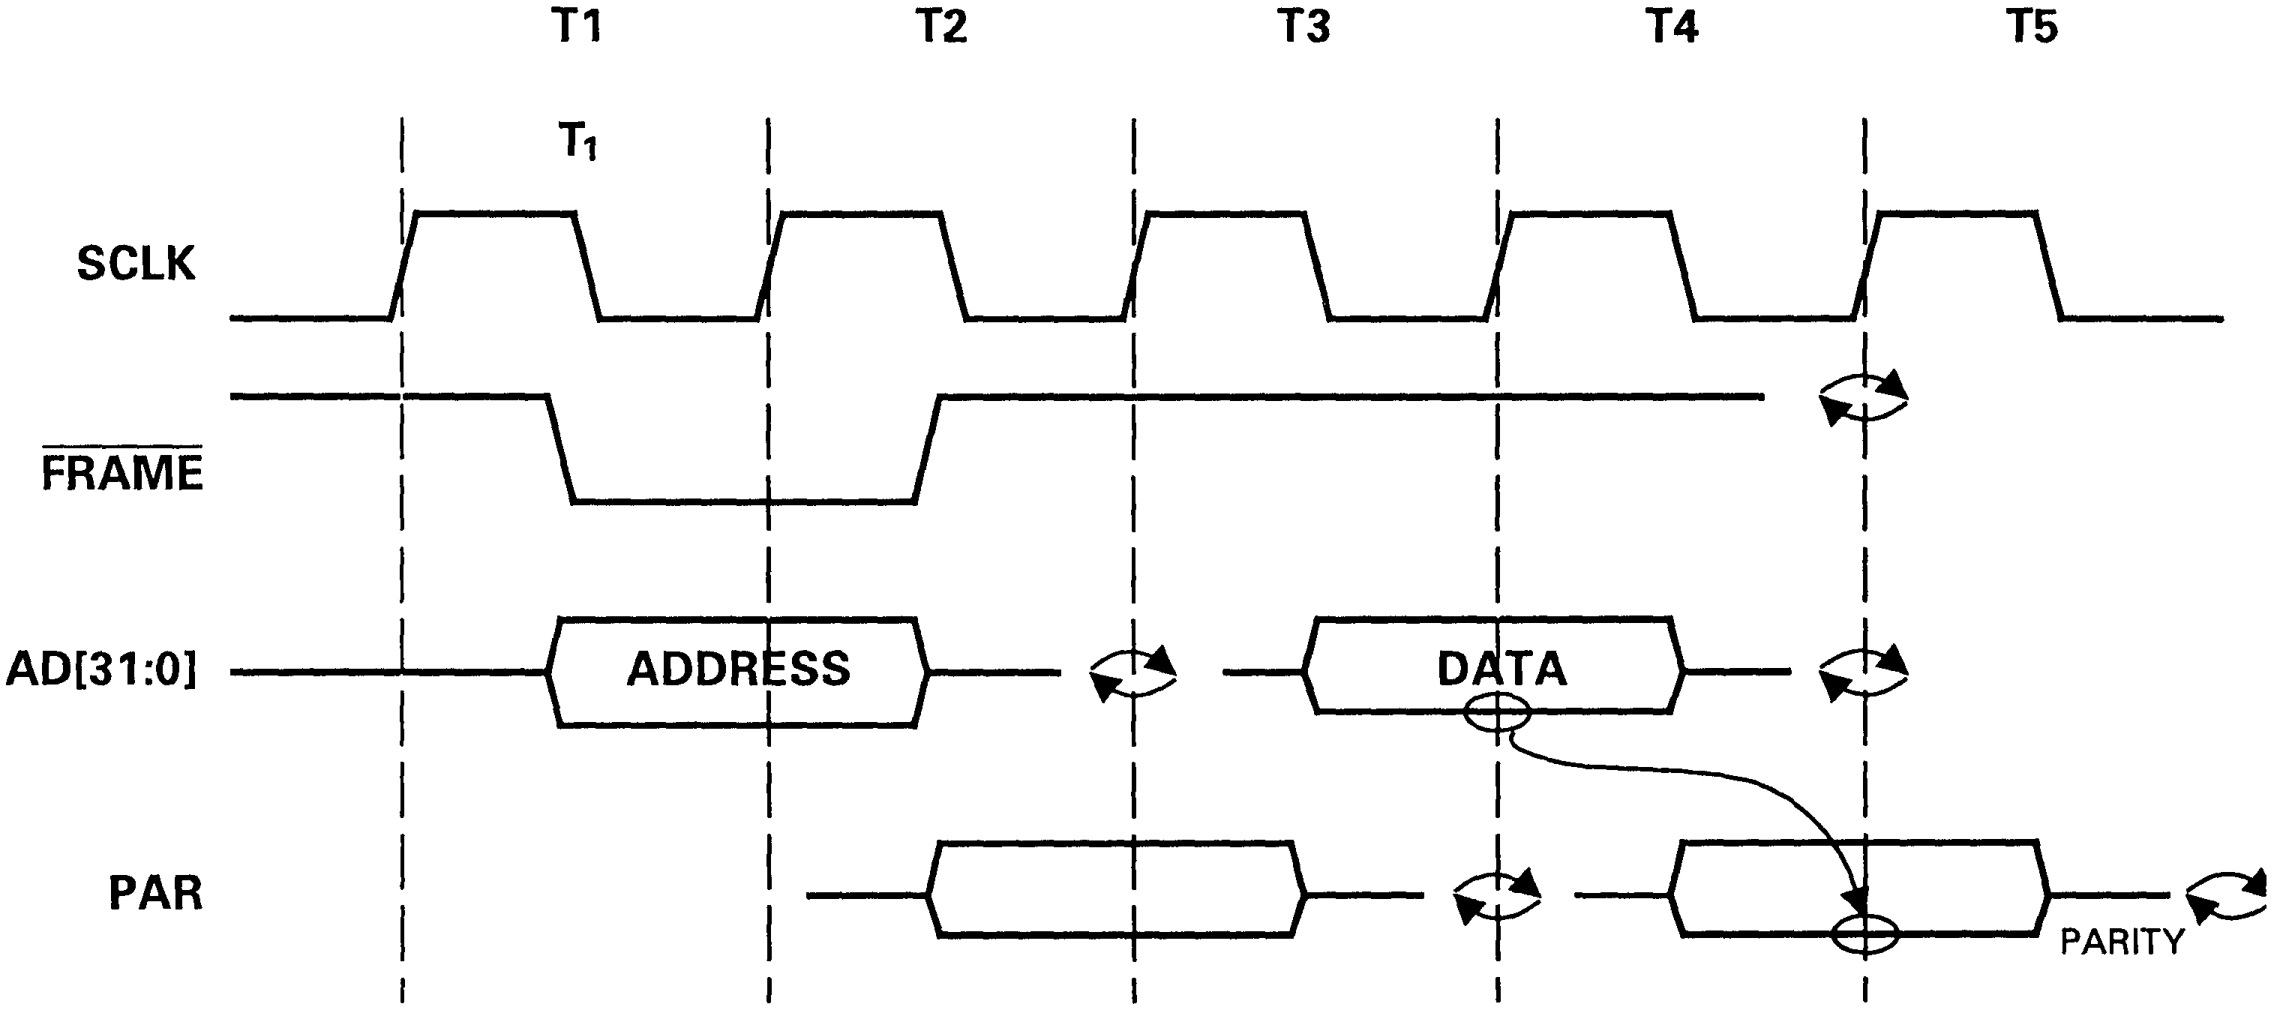 T1 T2 T3 T4 T5
T₁
SCLK
FRAME
AD[31:0] ADDRESS DATA
PAR
PARITY